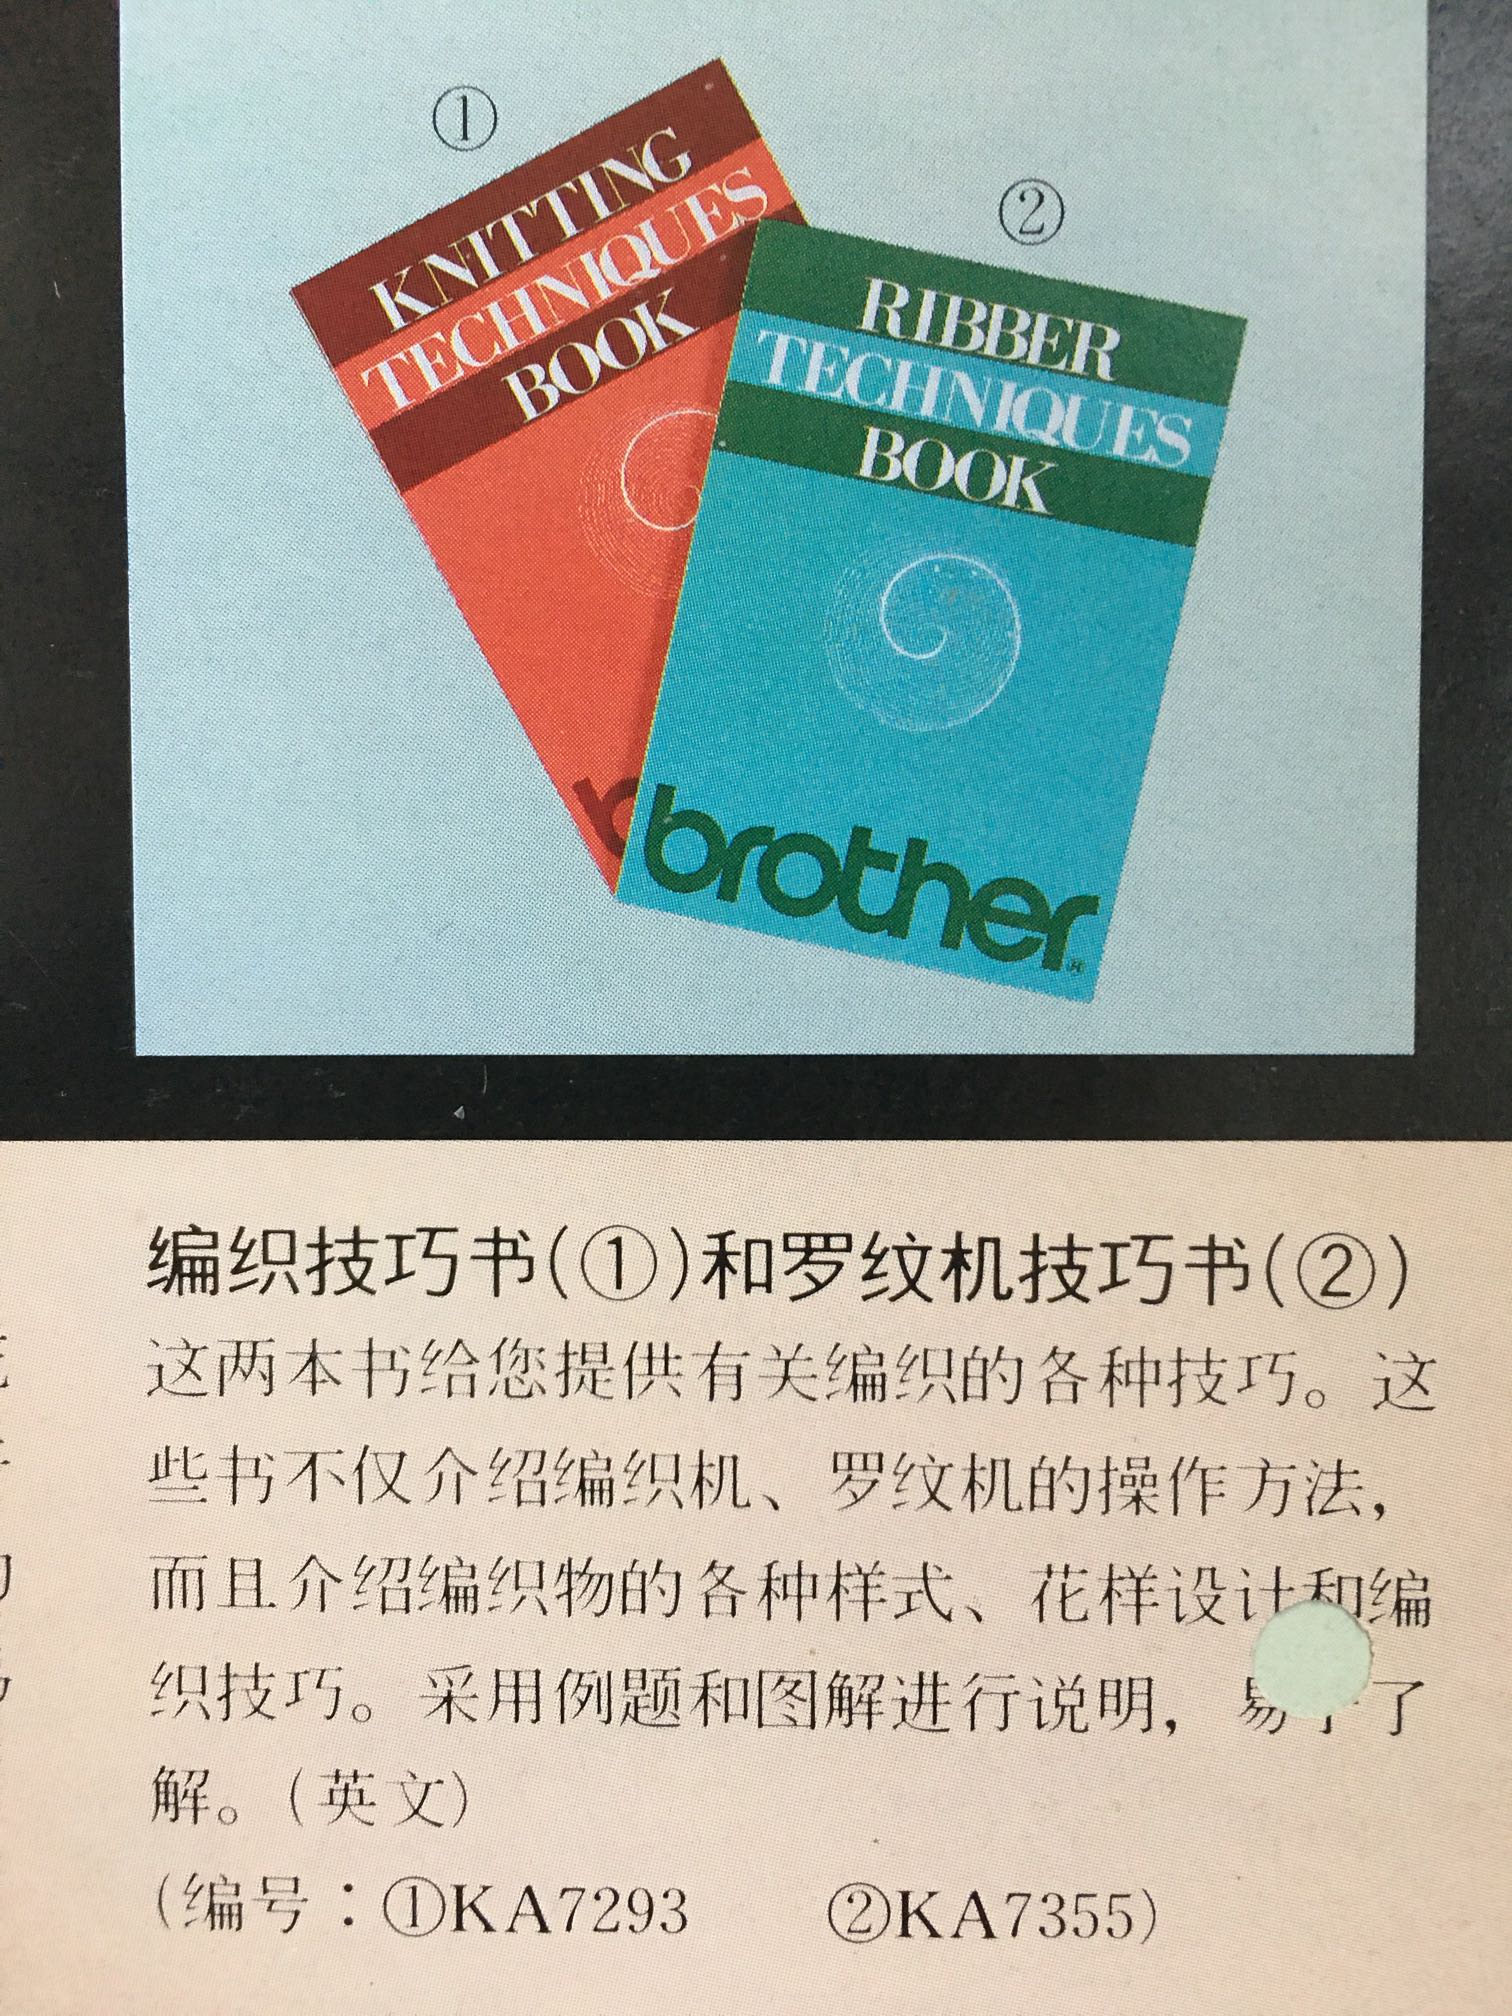 ①
KNITTING
TECHNIQUES
BOOK
②
RIBBER
TECHNIQUES
BOOK
brother
编织技巧书(①)和罗纹机技巧书(②)
这两本书给您提供有关编织的各种技巧。这
些书不仅介绍编织机、罗纹机的操作方法，
而且介绍编织物的各种样式、花样设计和编
织技巧。采用例题和图解进行说明，易于了
解。(英文)
(编号：①KA7293 ②KA7355)